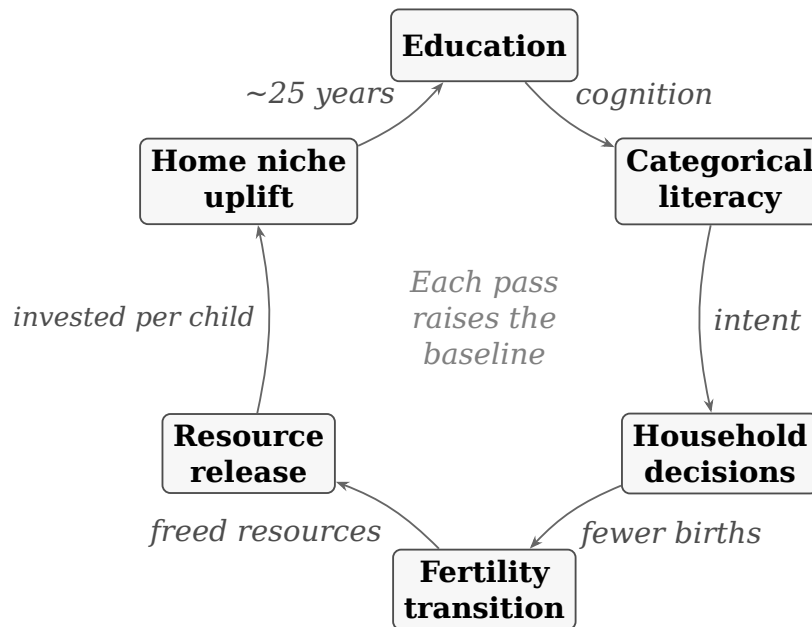 Education
~25 years
cognition
Home niche
uplift
Categorical
literacy
Each pass
raises the
baseline
invested per child
intent
Resource
release
Household
decisions
freed resources
fewer births
Fertility
transition